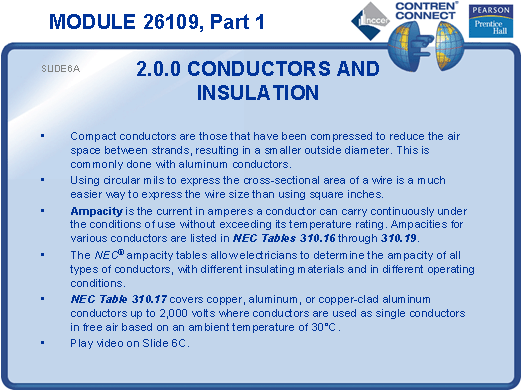 MODULE 26109, Part 1
nccer
CONTREN®
CONNECT
PEARSON
Prentice
Hall
SLIDE 6A
2.0.0 CONDUCTORS AND
INSULATION
• Compact conductors are those that have been compressed to reduce the air
space between strands, resulting in a smaller outside diameter. This is
commonly done with aluminum conductors.
• Using circular mils to express the cross-sectional area of a wire is a much
easier way to express the wire size than using square inches.
• Ampacity is the current in amperes a conductor can carry continuously under
the conditions of use without exceeding its temperature rating. Ampacities for
various conductors are listed in NEC Tables 310.16 through 310.19.
• The NEC® ampacity tables allow electricians to determine the ampacity of all
types of conductors, with different insulating materials and in different operating
conditions.
• NEC Table 310.17 covers copper, aluminum, or copper-clad aluminum
conductors up to 2,000 volts where conductors are used as single conductors
in free air based on an ambient temperature of 30°C.
• Play video on Slide 6C.